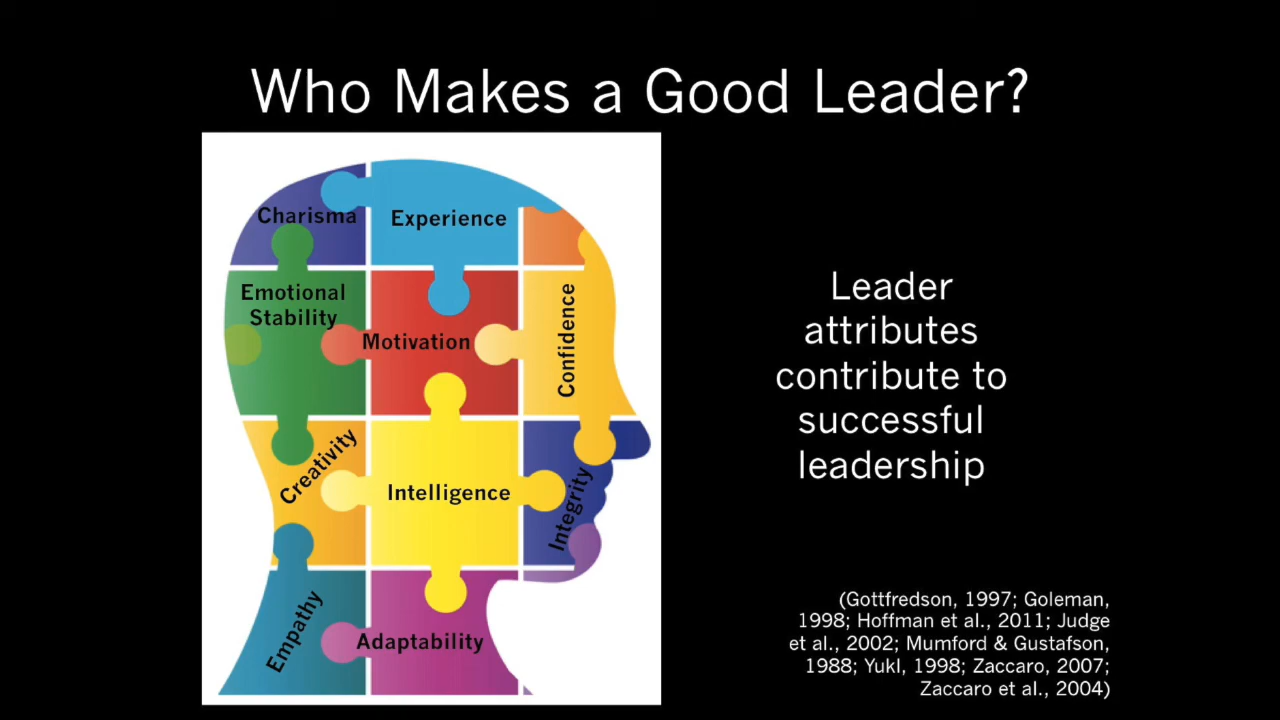 Who Makes a Good Leader?
Charisma
Experience
Emotional
Stability
Motivation
Confidence
Creativity
Intelligence
Integrity
Empathy
Adaptability
Leader
attributes
contribute to
successful
leadership
(Gottfredson, 1997; Goleman,
1998; Hoffman et al., 2011; Judge
et al., 2002; Mumford & Gustafson,
1988; Yukl, 1998; Zaccaro, 2007;
Zaccaro et al., 2004)